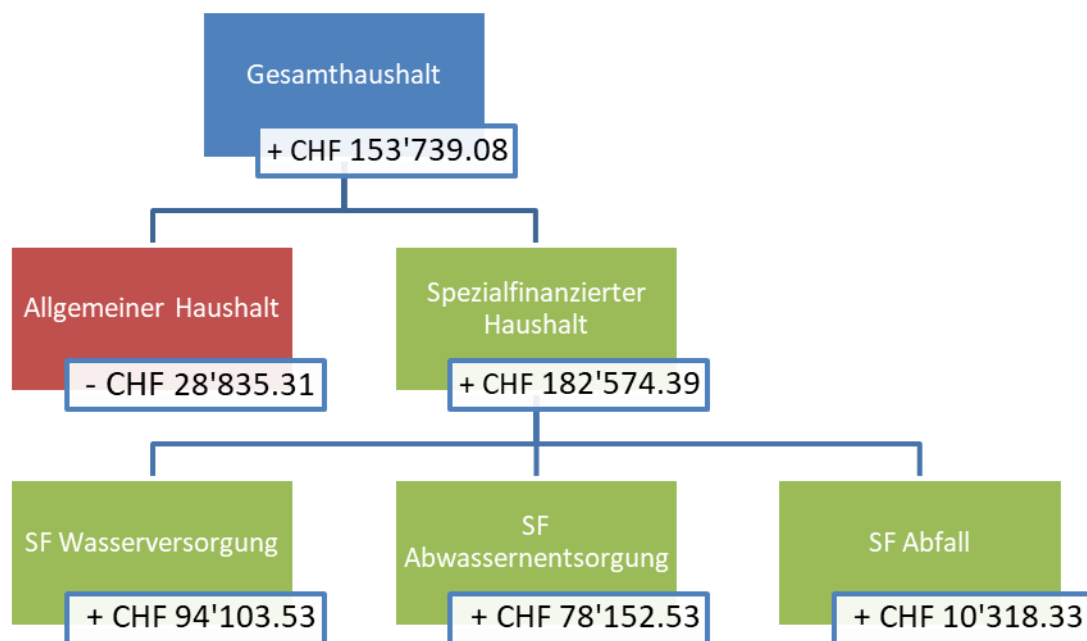 Gesamthaushalt
+ CHF 153'739.08
Allgemeiner Haushalt
- CHF 28'835.31
Spezialfinanzierter
Haushalt
+ CHF 182'574.39
SF Wasserversorgung
+ CHF 94'103.53
SF
Abwassernentsorgung
+ CHF 78'152.53
SF Abfall
+ CHF 10'318.33